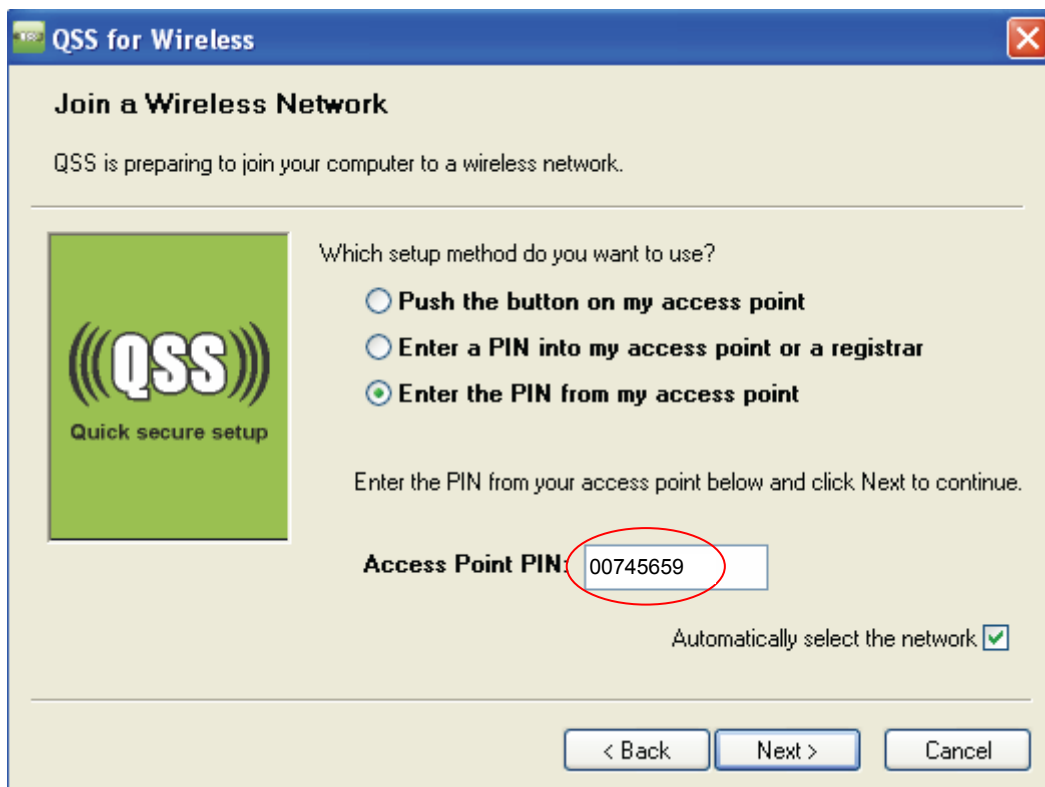 QSS for Wireless
Join a Wireless Network
QSS is preparing to join your computer to a wireless network.
Which setup method do you want to use?
Push the button on my access point
Enter a PIN into my access point or a registrar
Enter the PIN from my access point
(((QSS)))
Quick secure setup
Enter the PIN from your access point below and click Next to continue.
Access Point PIN: 00745659
Automatically select the network
< Back Next > Cancel